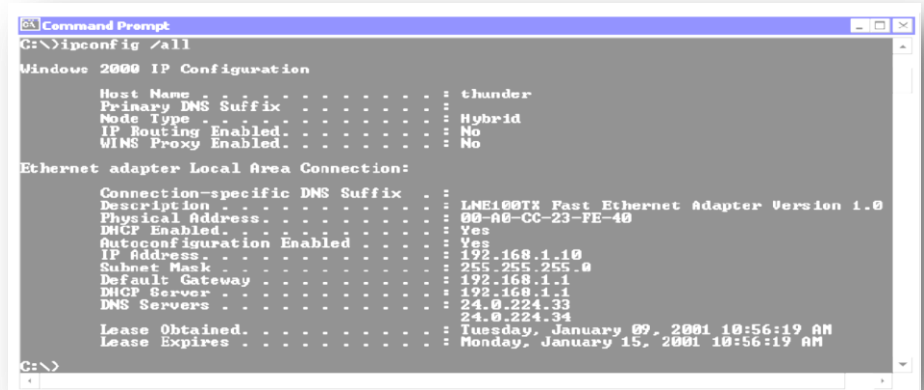 Command Prompt
C:\>ipconfig /all
Windows 2000 IP Configuration
Host Name . . . . . . . . . . . . : thunder
Primary DNS Suffix . . . . . . . :
Node Type . . . . . . . . . . . . : Hybrid
IP Routing Enabled. . . . . . . . : No
WINS Proxy Enabled. . . . . . . . : No
Ethernet adapter Local Area Connection:
Connection-specific DNS Suffix . :
Description . . . . . . . . . . . : LNE100TX Fast Ethernet Adapter Version 1.0
Physical Address. . . . . . . . . : 00-A0-CC-23-FE-40
DHCP Enabled. . . . . . . . . . . : Yes
Autoconfiguration Enabled . . . . : Yes
IP Address. . . . . . . . . . . . : 192.168.1.10
Subnet Mask . . . . . . . . . . . : 255.255.255.0
Default Gateway . . . . . . . . . : 192.168.1.1
DHCP Server . . . . . . . . . . . : 192.168.1.1
DNS Servers . . . . . . . . . . . : 24.0.224.33
24.0.224.34
Lease Obtained. . . . . . . . . . : Tuesday, January 09, 2001 10:56:19 AM
Lease Expires . . . . . . . . . . : Monday, January 15, 2001 10:56:19 AM
C:\>